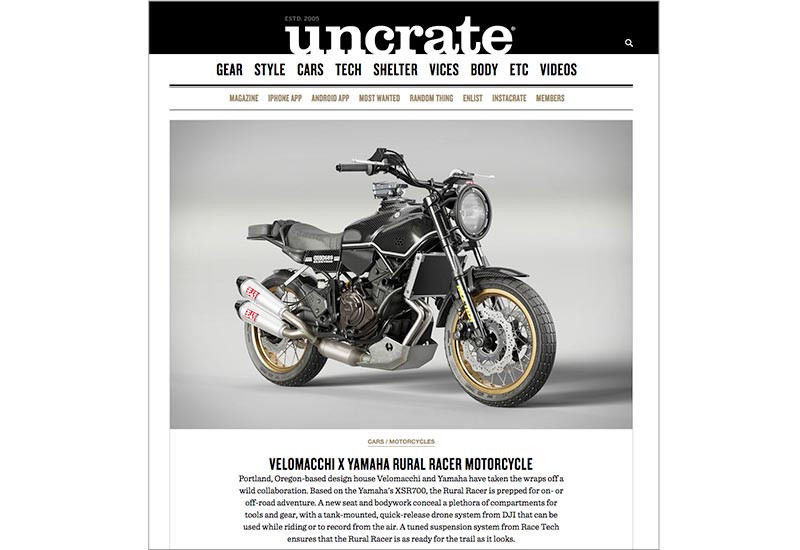 ESTD. 2005
uncrate
GEAR STYLE CARS TECH SHELTER VICES BODY ETC VIDEOS
MAGAZINE IPHONE APP ANDROID APP MOST WANTED RANDOM THING ENLIST INSTACRATE MEMBERS
CARS / MOTORCYCLES
VELOMACCHI X YAMAHA RURAL RACER MOTORCYCLE
Portland, Oregon-based design house Velomacchi and Yamaha have taken the wraps off a
wild collaboration. Based on the Yamaha's XSR700, the Rural Racer is prepped for on- or
off-road adventure. A new seat and bodywork conceal a plethora of compartments for
tools and gear, with a tank-mounted, quick-release drone system from DJI that can be
used while riding or to record from the air. A tuned suspension system from Race Tech
ensures that the Rural Racer is as ready for the trail as it looks.